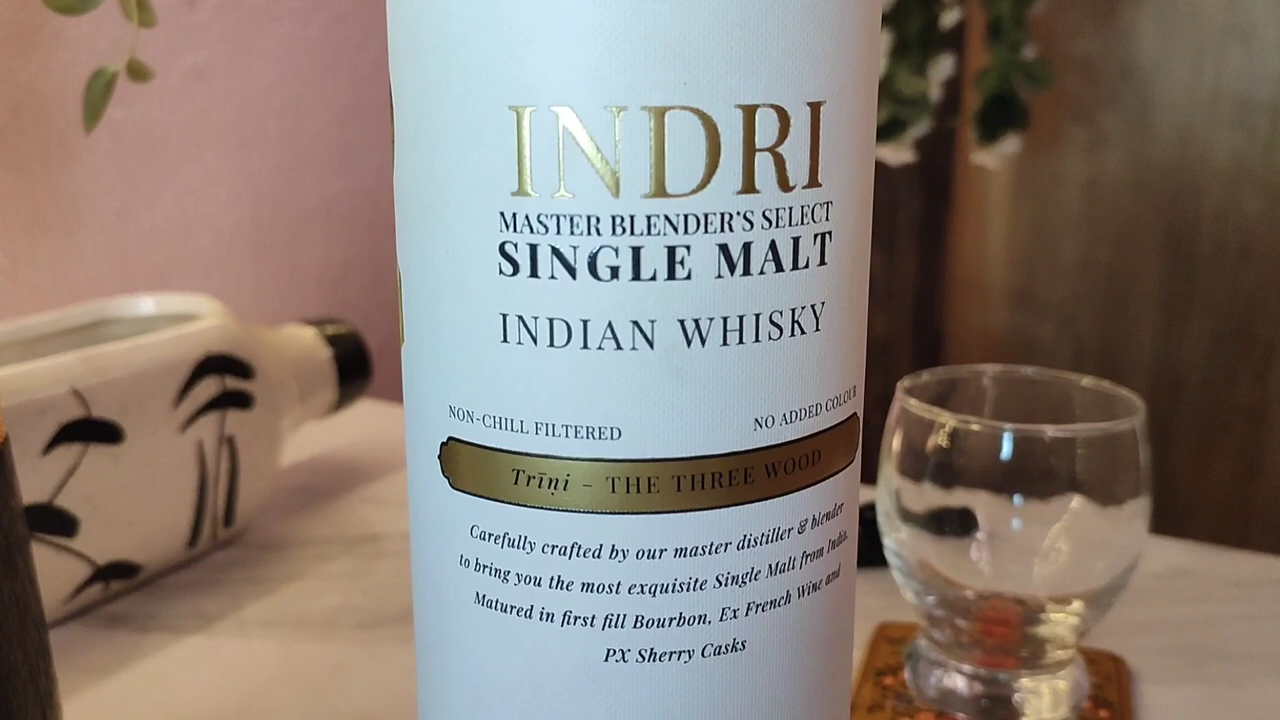 INDRI
MASTER BLENDER'S SELECT
SINGLE MALT
INDIAN WHISKY
NON-CHILL FILTERED
NO ADDED COLOUR
Trīṇi - THE THREE WOOD
Carefully crafted by our master distiller & blender
to bring you the most exquisite Single Malt from India.
Matured in first fill Bourbon, Ex French Wine and
PX Sherry Casks